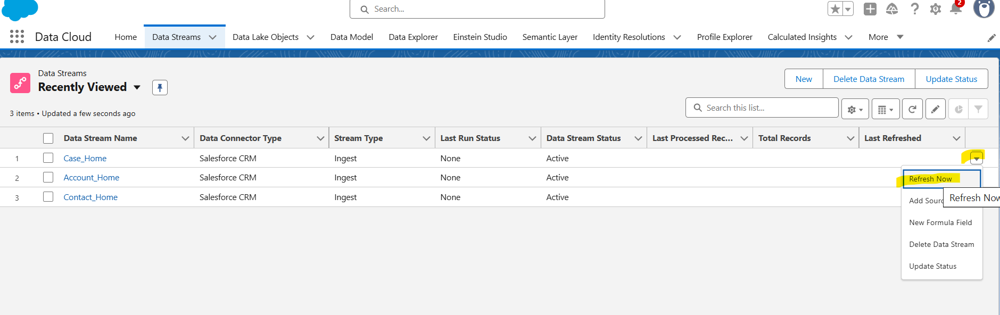 Search...
2
Data Cloud Home Data Streams Data Lake Objects Data Model Data Explorer Einstein Studio Semantic Layer Identity Resolutions Profile Explorer Calculated Insights More
Data Streams
Recently Viewed
New Delete Data Stream Update Status
3 items • Updated a few seconds ago
Search this list...
Data Stream Name Data Connector Type Stream Type Last Run Status Data Stream Status Last Processed Rec... Total Records Last Refreshed
1 Case_Home Salesforce CRM Ingest None Active
2 Account_Home Salesforce CRM Ingest None Active
3 Contact_Home Salesforce CRM Ingest None Active
Refresh Now
Refresh Now
Add Sourc
New Formula Field
Delete Data Stream
Update Status